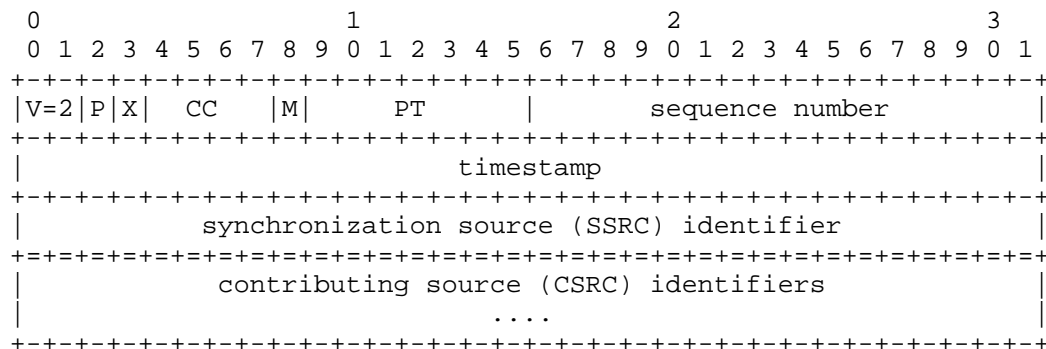 0                   1                   2                   3
 0 1 2 3 4 5 6 7 8 9 0 1 2 3 4 5 6 7 8 9 0 1 2 3 4 5 6 7 8 9 0 1
+-+-+-+-+-+-+-+-+-+-+-+-+-+-+-+-+-+-+-+-+-+-+-+-+-+-+-+-+-+-+-+-+
|V=2|P|X|  CC   |M|     PT      |       sequence number         |
+-+-+-+-+-+-+-+-+-+-+-+-+-+-+-+-+-+-+-+-+-+-+-+-+-+-+-+-+-+-+-+-+
|                           timestamp                           |
+-+-+-+-+-+-+-+-+-+-+-+-+-+-+-+-+-+-+-+-+-+-+-+-+-+-+-+-+-+-+-+-+
|           synchronization source (SSRC) identifier            |
+=+=+=+=+=+=+=+=+=+=+=+=+=+=+=+=+=+=+=+=+=+=+=+=+=+=+=+=+=+=+=+=+
|            contributing source (CSRC) identifiers             |
|                             ....                              |
+-+-+-+-+-+-+-+-+-+-+-+-+-+-+-+-+-+-+-+-+-+-+-+-+-+-+-+-+-+-+-+-+